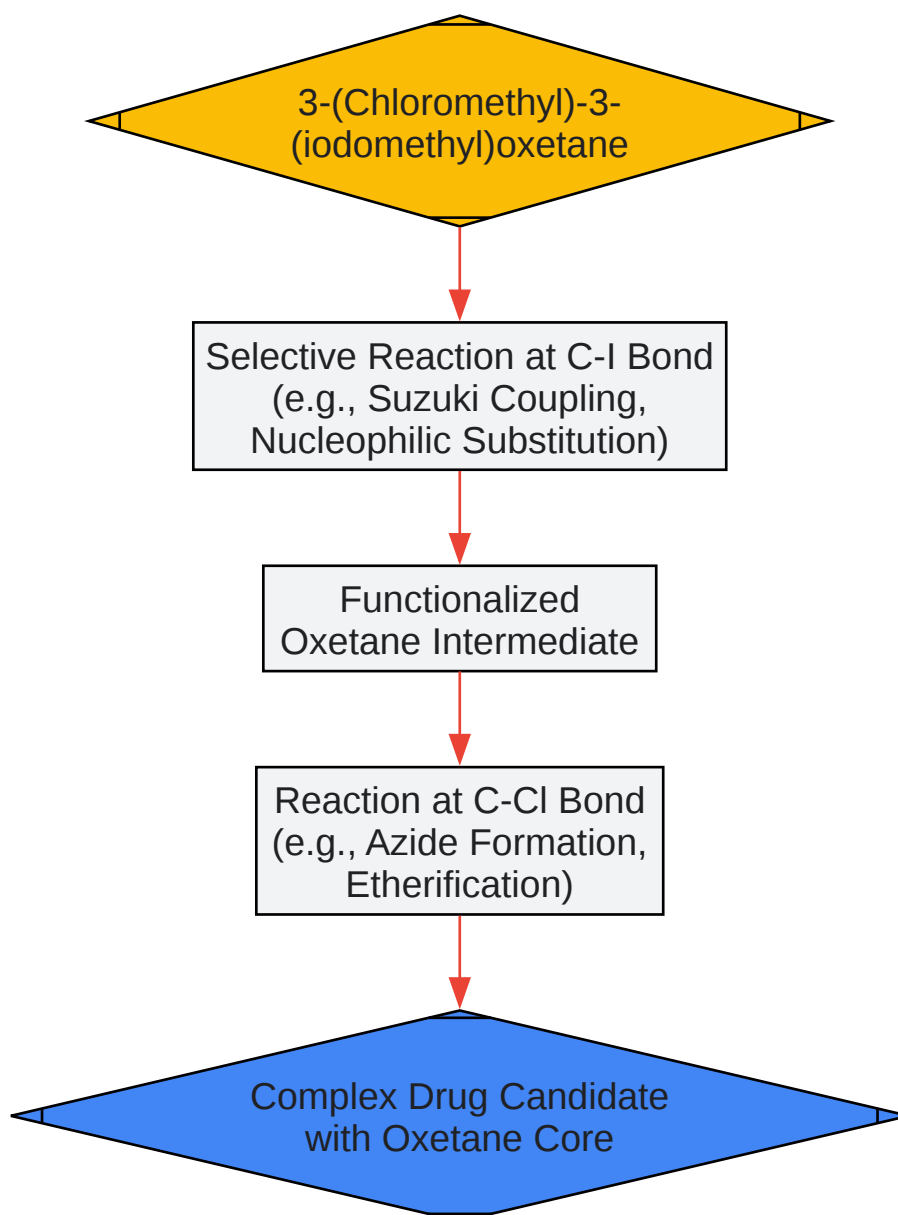 3-(Chloromethyl)-3-
(iodomethyl)oxetane
Selective Reaction at C-I Bond
(e.g., Suzuki Coupling,
Nucleophilic Substitution)
Functionalized
Oxetane Intermediate
Reaction at C-Cl Bond
(e.g., Azide Formation,
Etherification)
Complex Drug Candidate
with Oxetane Core